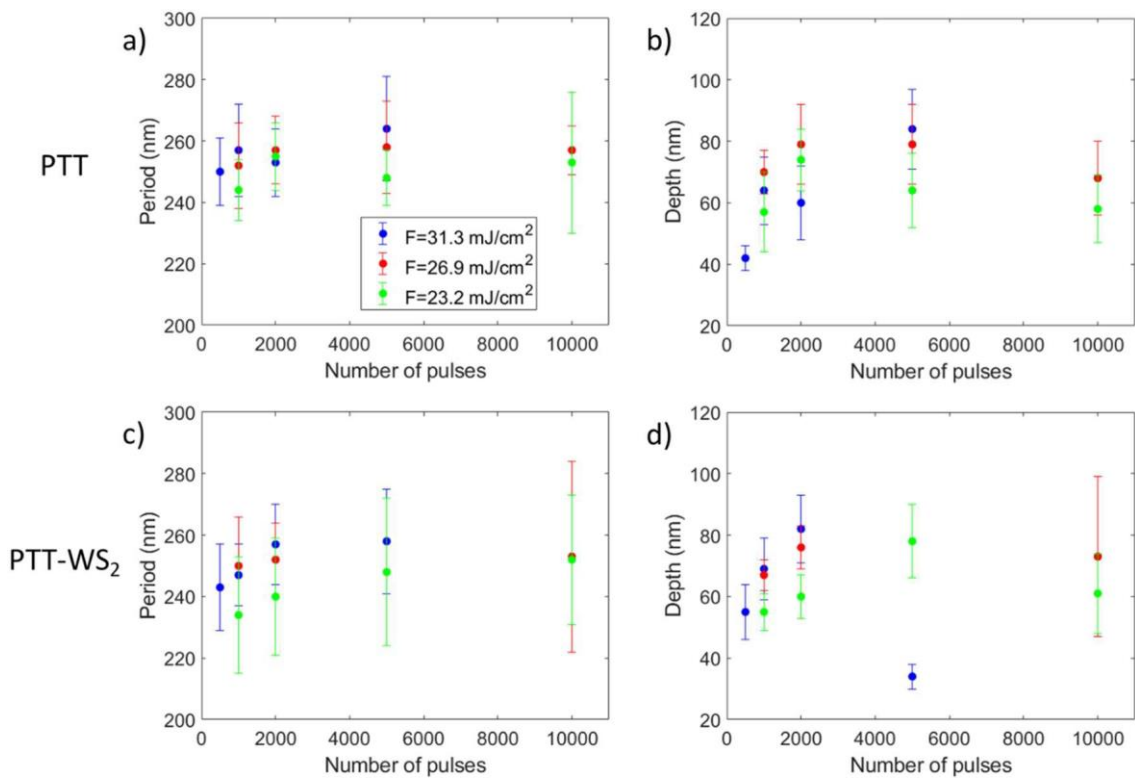 a)
b)
PTT
300
280
260
240
220
200
Period (nm)
F=31.3 mJ/cm²
F=26.9 mJ/cm²
F=23.2 mJ/cm²
0 2000 4000 6000 8000 10000
Number of pulses
120
100
80
60
40
20
Depth (nm)
0 2000 4000 6000 8000 10000
Number of pulses
c)
d)
PTT-WS₂
300
280
260
240
220
200
Period (nm)
0 2000 4000 6000 8000 10000
Number of pulses
120
100
80
60
40
20
Depth (nm)
0 2000 4000 6000 8000 10000
Number of pulses